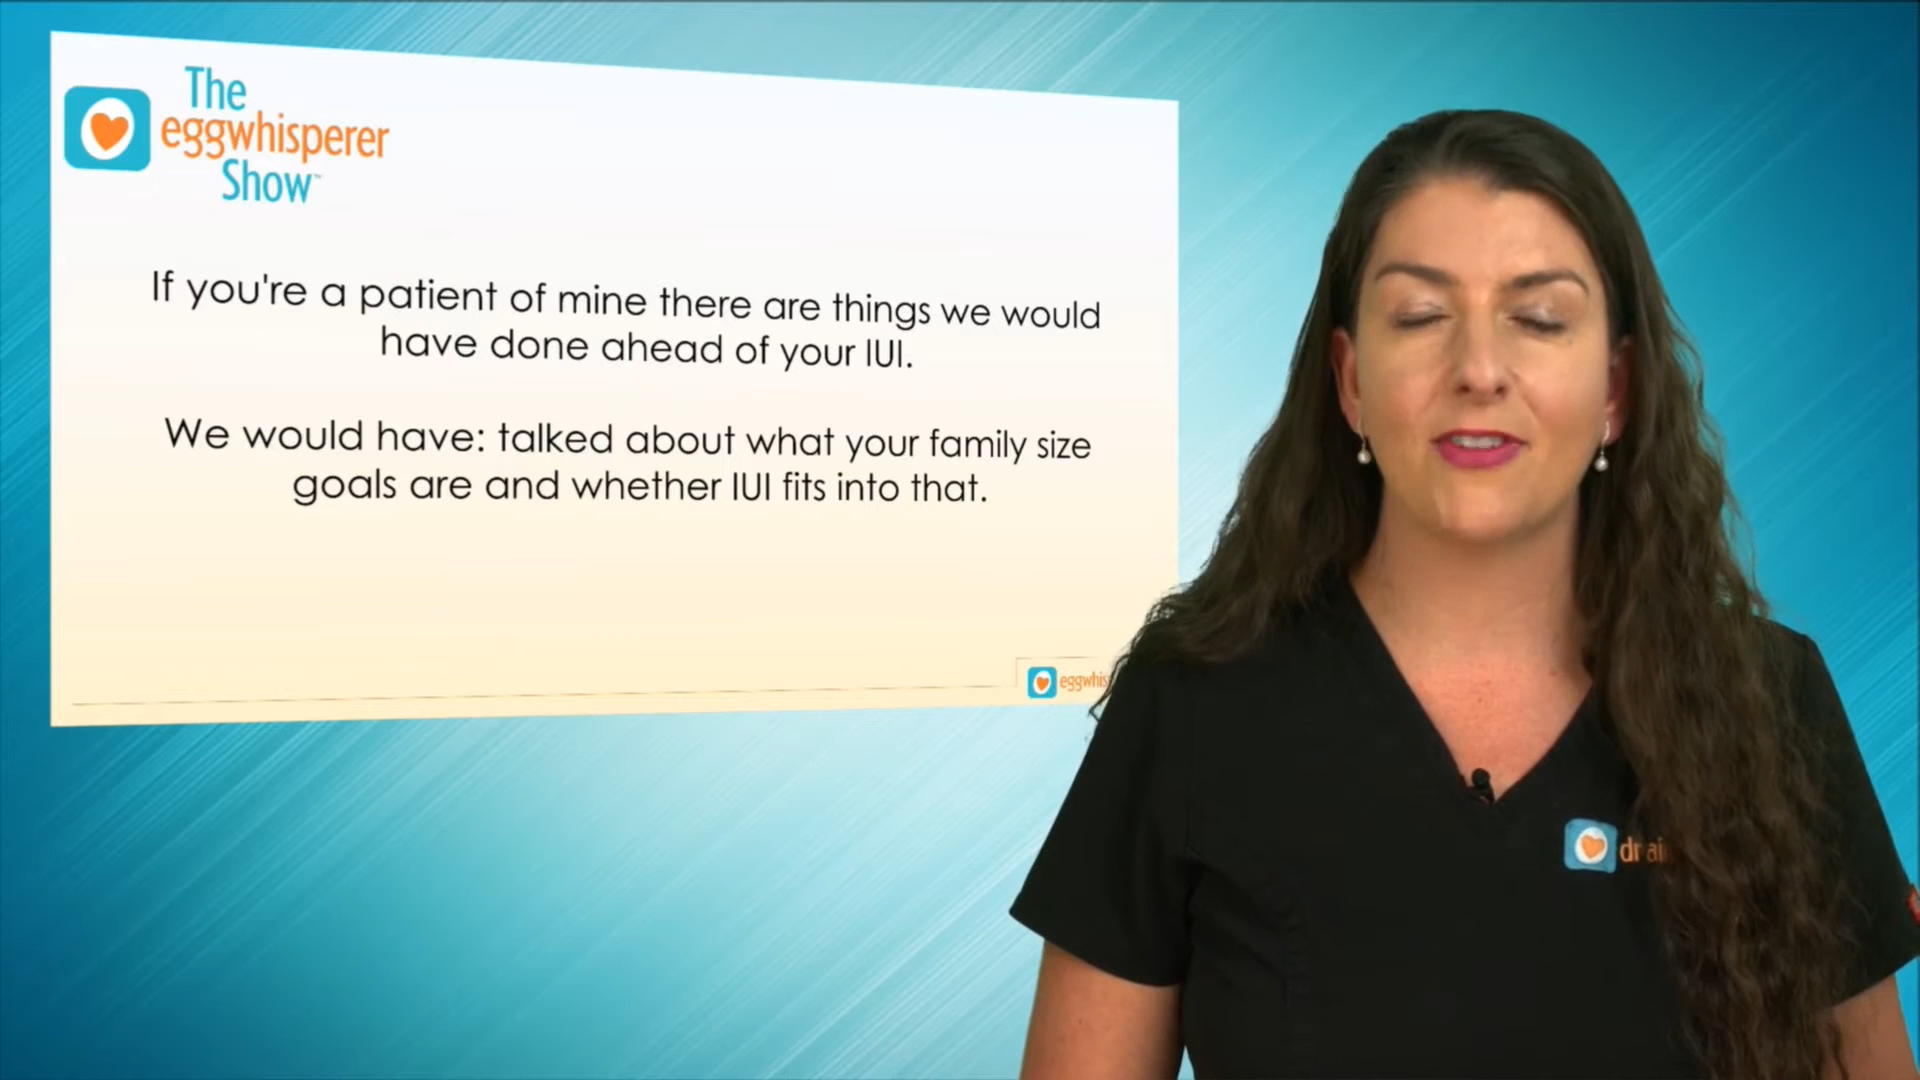 The
eggwhisperer
Show™
If you're a patient of mine there are things we would
have done ahead of your IUI.
We would have: talked about what your family size
goals are and whether IUI fits into that.